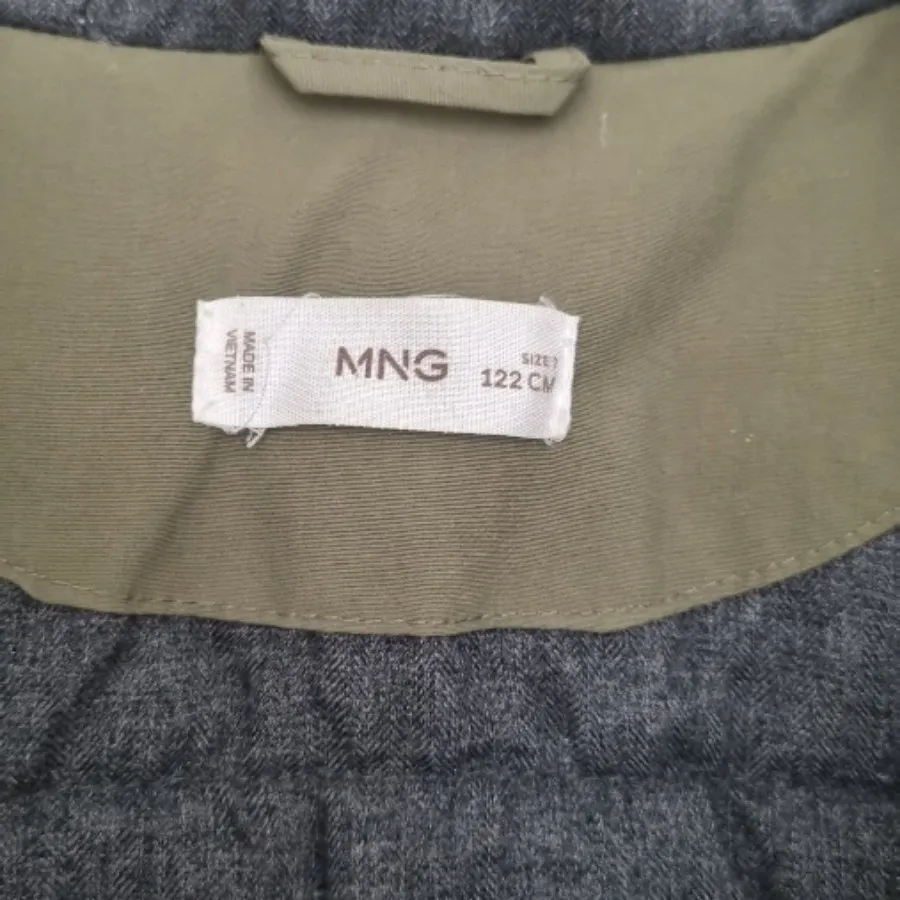 MADE IN
VIETNAM
MNG
SIZE 7
122 CM